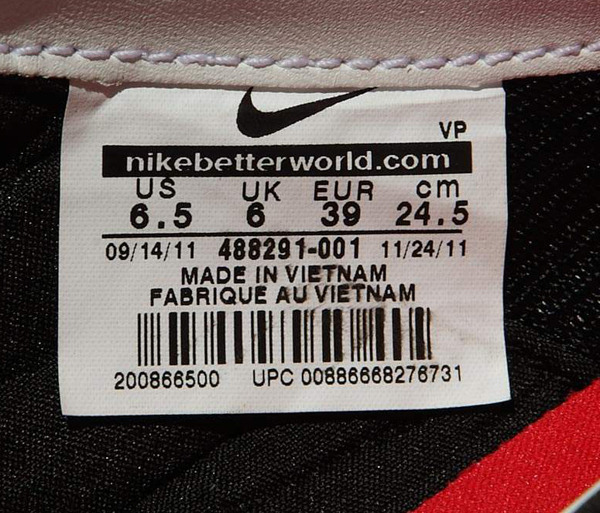 VP
nikebetterworld.com
US UK EUR cm
6.5 6 39 24.5
09/14/11 488291-001 11/24/11
MADE IN VIETNAM
FABRIQUE AU VIETNAM
200866500 UPC 00886668276731